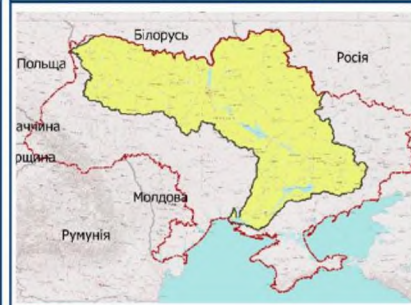 Білорусь
Польща
Росія
аччина
рщина
Молдова
Румунія